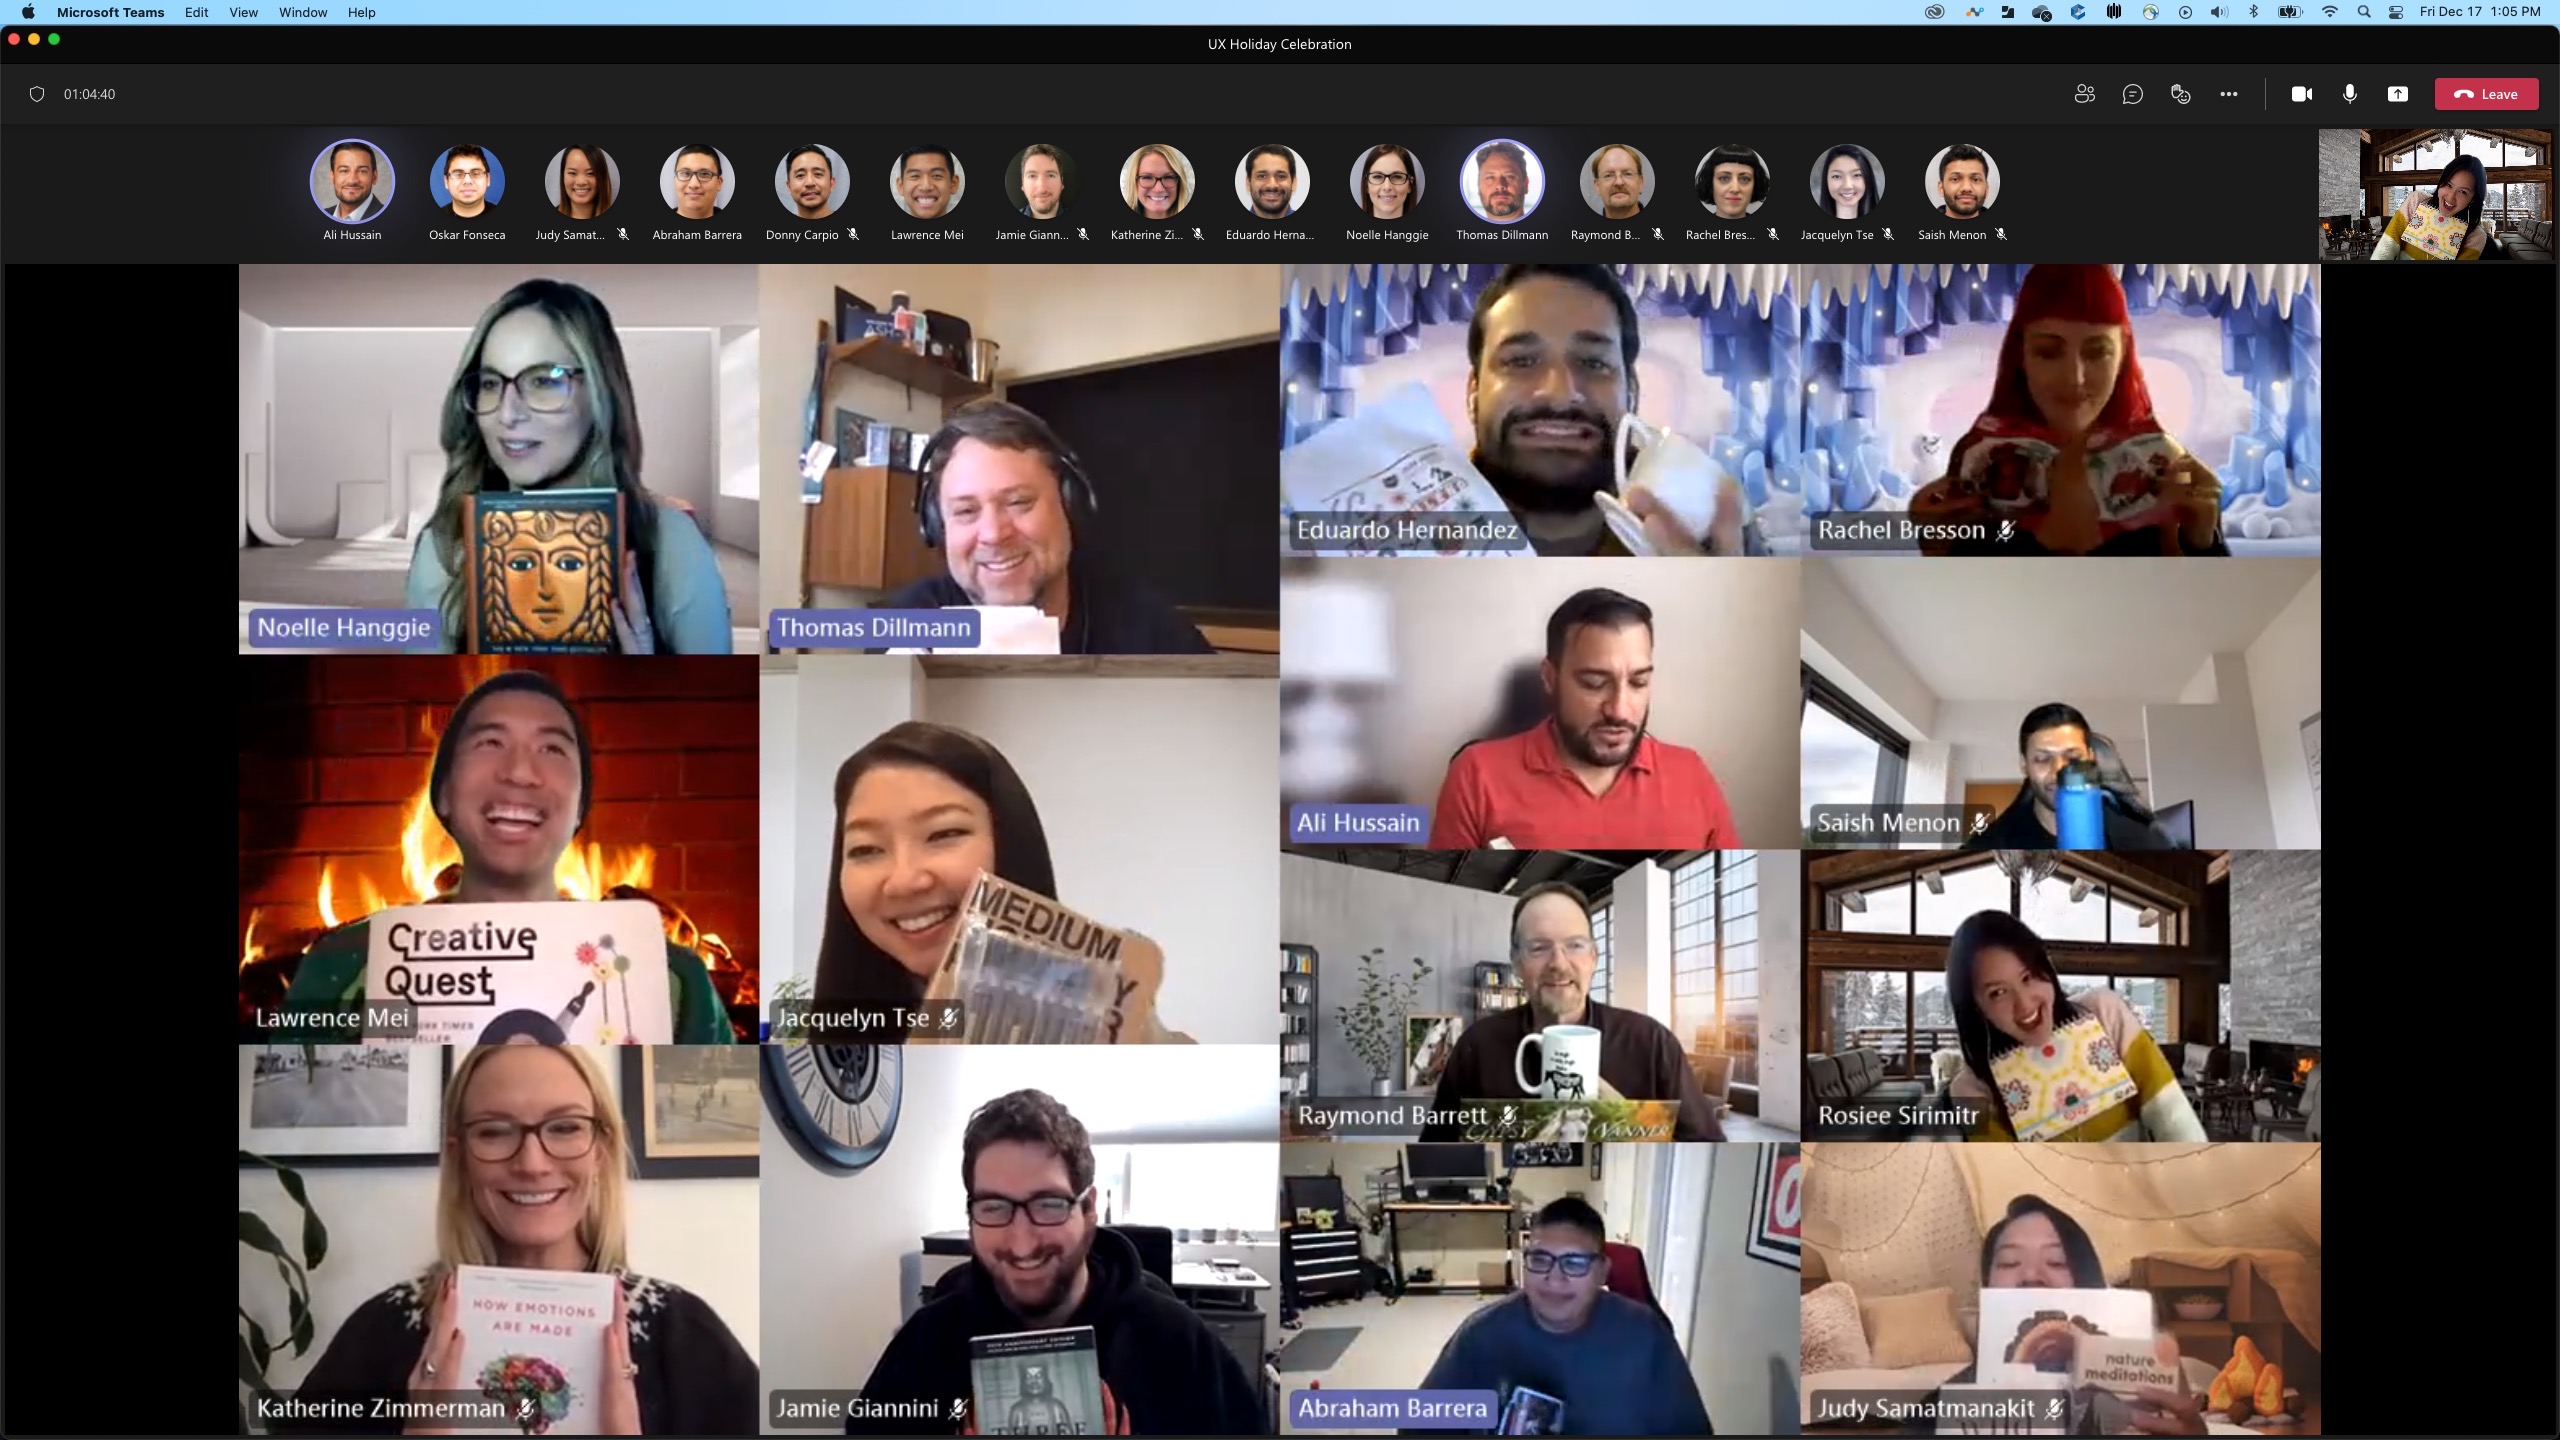 Microsoft Teams Edit View Window Help
Fri Dec 17 1:05 PM
UX Holiday Celebration
01:04:40
Leave
Ali Hussain
Oskar Fonseca
Judy Samat...
Abraham Barrera
Donny Carpio
Lawrence Mei
Jamie Giann...
Katherine Zi...
Eduardo Herna...
Noelle Hanggie
Thomas Dillmann
Raymond B...
Rachel Bres...
Jacquelyn Tse
Saish Menon
Noelle Hanggie
ASH
Thomas Dillmann
Eduardo Hernandez
Rachel Bresson
Ali Hussain
Saish Menon
Creative
Quest
BESTSELLER
Lawrence Mei
MEDIUM
Jacquelyn Tse
Raymond Barrett
VANNER
Rosiee Sirimitr
HOW EMOTIONS
ARE MADE
Katherine Zimmerman
Jamie Giannini
Abraham Barrera
nature
meditations
Judy Samatmanakit